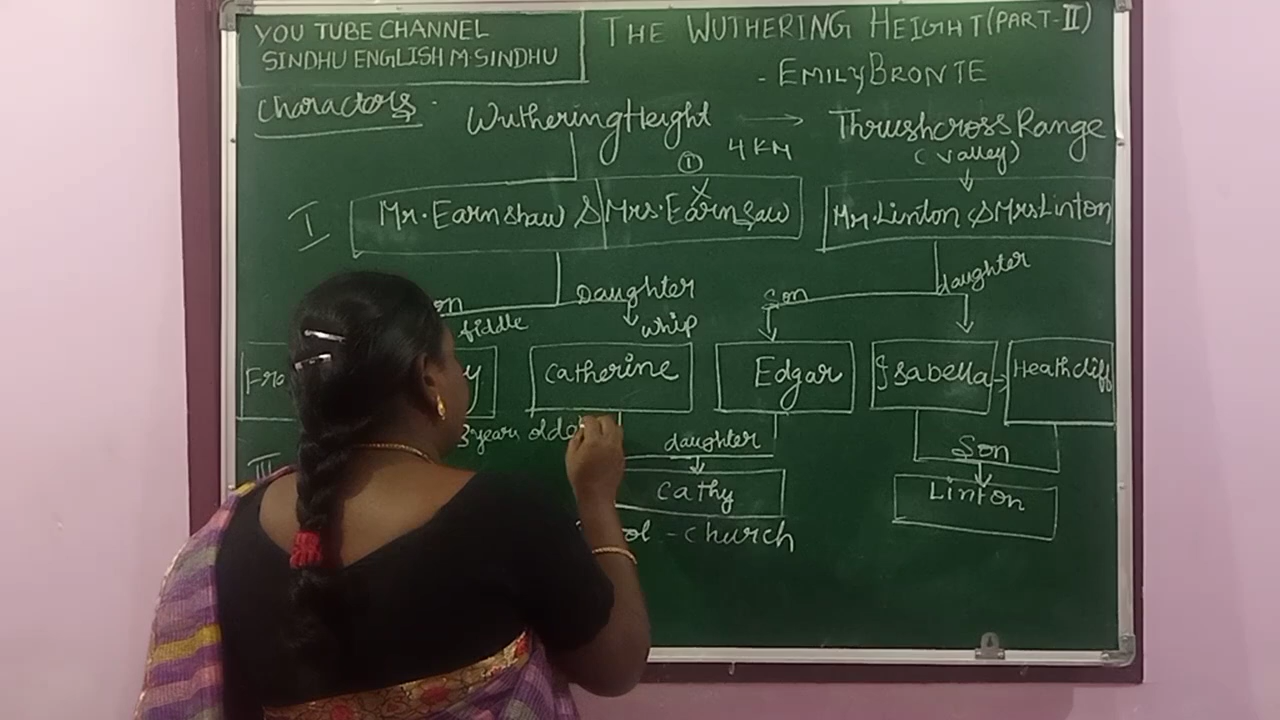 YOU TUBE CHANNEL
SINDHU ENGLISH M.SINDHU
THE WUTHERING HEIGHT (PART-II)
- EMILY BRONTE
Charactors.
Wuthering Height → Thrushcross Range
4 KM
(valley)
①
X
I
Mr. Earnshaw & Mrs. Earnsaw
Mr. Linton & Mrs Linton
Daughter
Son
daughter
fiddle
whip
Catherine
Edgar
Isabella
Heathcliff
years older
daughter
Son
III
Cathy
Linton
- church